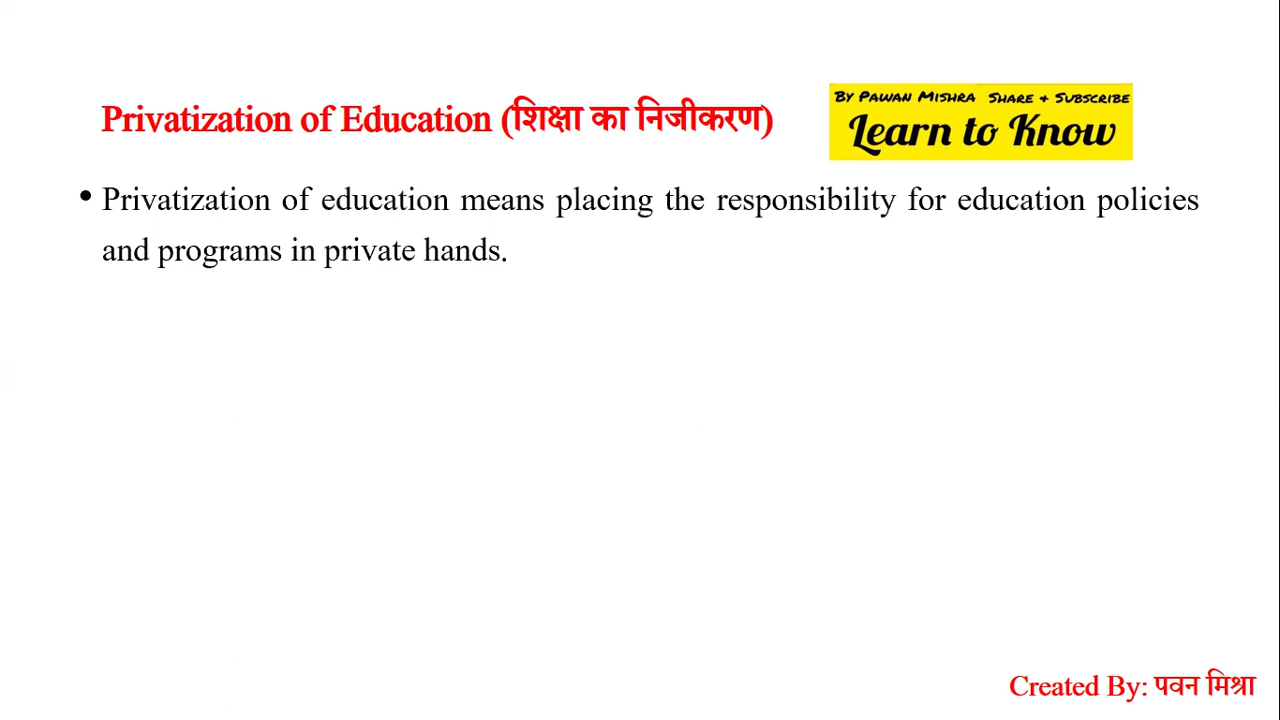 Privatization of Education (शिक्षा का निजीकरण)
By Pawan Mishra Share & Subscribe
Learn to Know
• Privatization of education means placing the responsibility for education policies
and programs in private hands.
Created By: पवन मिश्रा